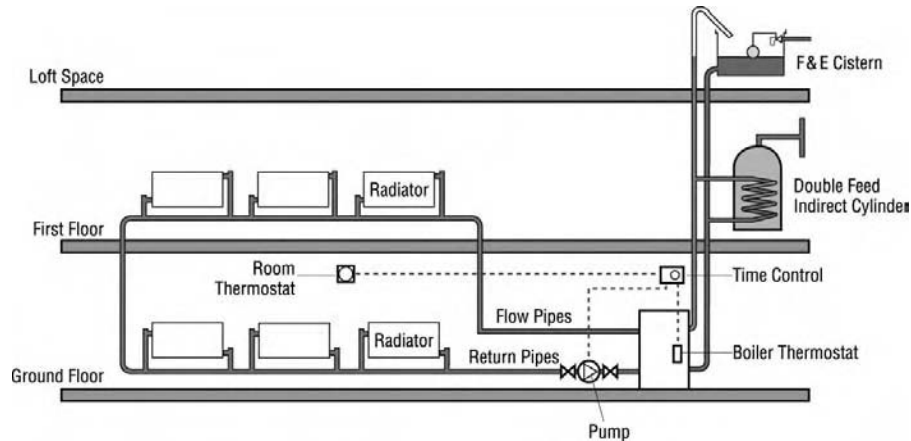 F & E Cistern
Loft Space
Radiator
Double Feed
Indirect Cylinder
First Floor
Room
Thermostat
Time Control
Flow Pipes
Radiator
Return Pipes
Boiler Thermostat
Ground Floor
Pump